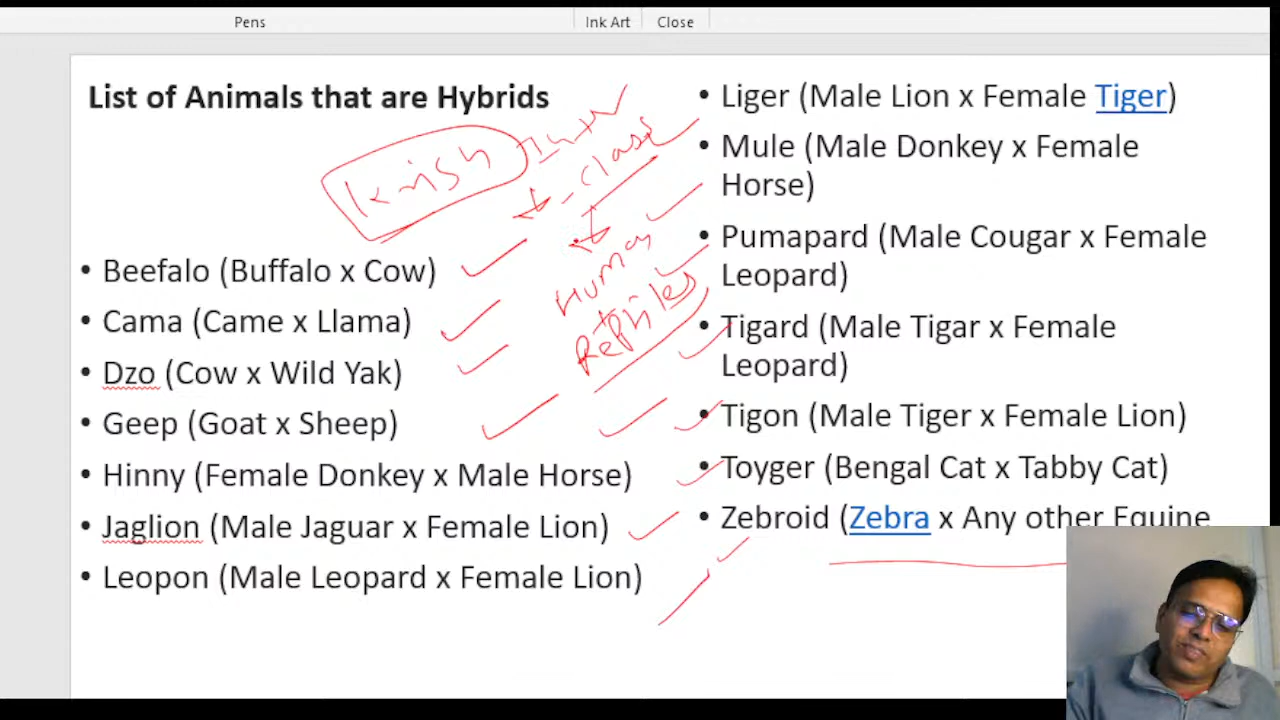 Pens
Ink Art
Close
List of Animals that are Hybrids
Krish
class
Human
+
Reptiles
• Beefalo (Buffalo x Cow)
• Cama (Came x Llama)
• Dzo (Cow x Wild Yak)
• Geep (Goat x Sheep)
• Hinny (Female Donkey x Male Horse)
• Jaglion (Male Jaguar x Female Lion)
• Leopon (Male Leopard x Female Lion)
• Liger (Male Lion x Female Tiger)
• Mule (Male Donkey x Female
Horse)
• Pumapard (Male Cougar x Female
Leopard)
• Tigard (Male Tigar x Female
Leopard)
• Tigon (Male Tiger x Female Lion)
• Toyger (Bengal Cat x Tabby Cat)
• Zebroid (Zebra x Any other Equine